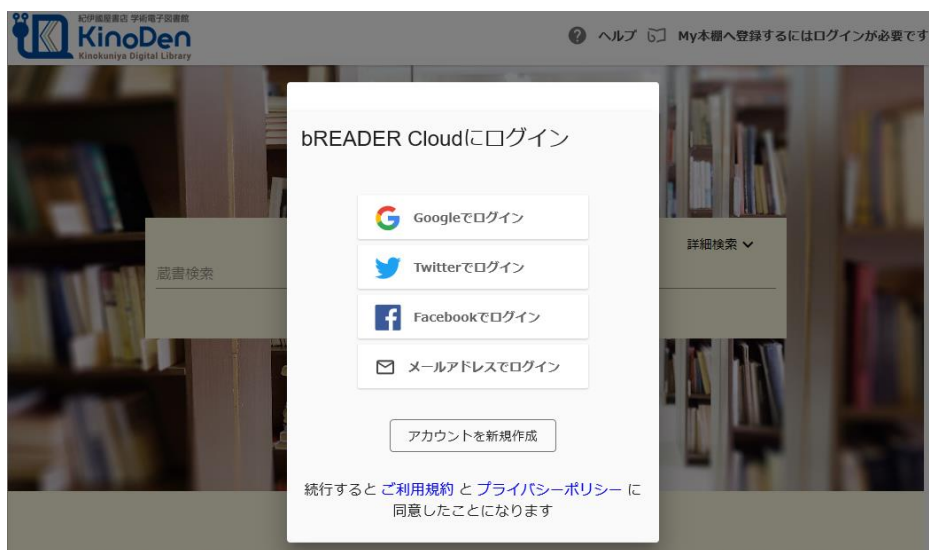 紀伊國屋書店 学術電子図書館
KinoDen
Kinokuniya Digital Library
ヘルプ
My本棚へ登録するにはログインが必要です
bREADER Cloudにログイン
Googleでログイン
詳細検索
Twitterでログイン
蔵書検索
Facebookでログイン
メールアドレスでログイン
アカウントを新規作成
続行すると ご利用規約 と プライバシーポリシー に
同意したことになります